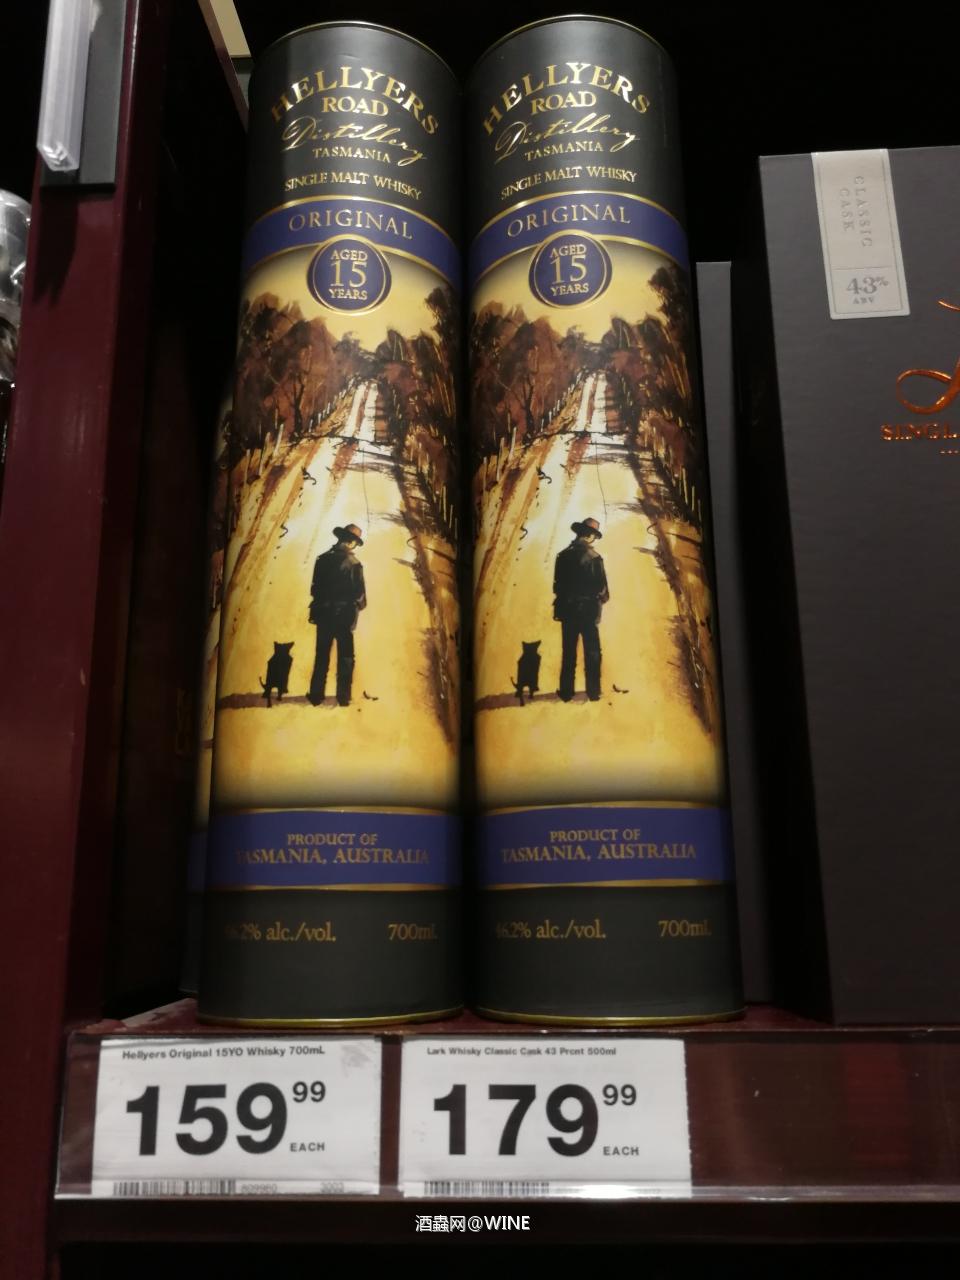 HELLYERS
ROAD
Distillery
TASMANIA
SINGLE MALT WHISKY
ORIGINAL
AGED
15
YEARS
PRODUCT OF
TASMANIA, AUSTRALIA
46.2% alc./vol. 700mL
HELLYERS
ROAD
Distillery
TASMANIA
SINGLE MALT WHISKY
ORIGINAL
AGED
15
YEARS
PRODUCT OF
TASMANIA, AUSTRALIA
46.2% alc./vol. 700mL
CLASSIC
CASK
43%
ABV
Hellyers Original 15YO Whisky 700mL
159 99
EACH
Lark Whisky Classic Cask 43 Prcnt 500ml
179 99
EACH
酒蟲网@WINE